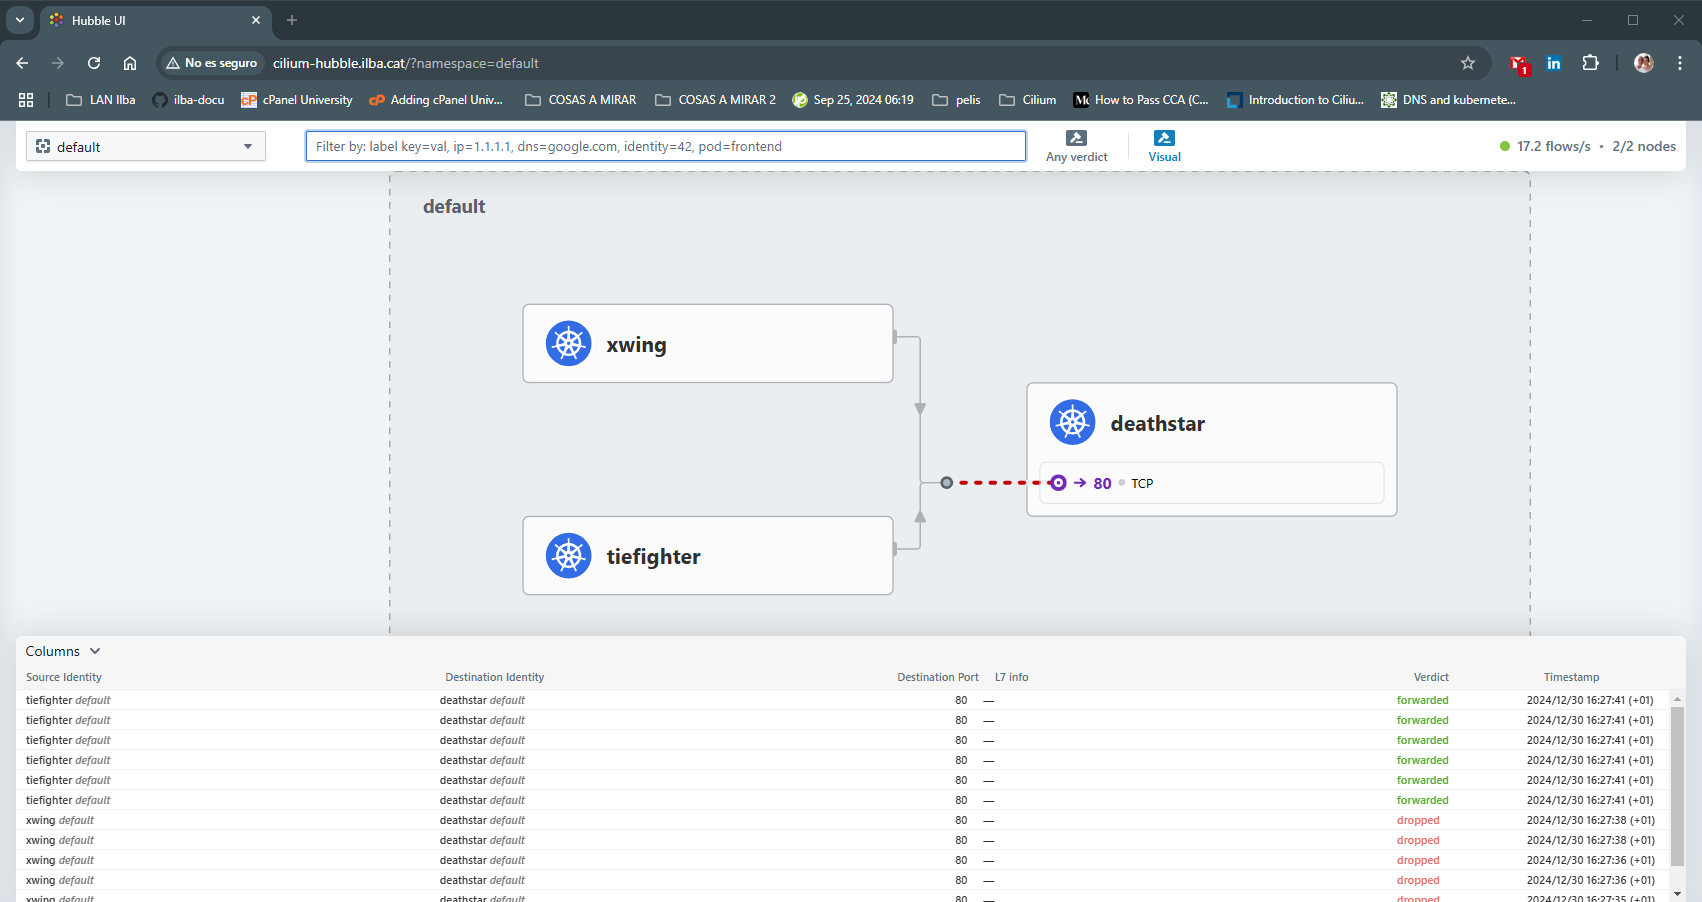 Hubble UI
No es seguro cilium-hubble.ilba.cat/?namespace=default
1
LAN Ilba ilba-docu cPanel University Adding cPanel Univ... COSAS A MIRAR COSAS A MIRAR 2 Sep 25, 2024 06:19 pelis Cilium How to Pass CCA (C... Introduction to Ciliu... DNS and kubernete...
default Filter by: label key=val, ip=1.1.1.1, dns=google.com, identity=42, pod=frontend Any verdict Visual 17.2 flows/s • 2/2 nodes
default
xwing
deathstar
80 TCP
tiefighter
Columns
Source Identity Destination Identity Destination Port L7 info Verdict Timestamp
tiefighter default deathstar default 80 — forwarded 2024/12/30 16:27:41 (+01)
tiefighter default deathstar default 80 — forwarded 2024/12/30 16:27:41 (+01)
tiefighter default deathstar default 80 — forwarded 2024/12/30 16:27:41 (+01)
tiefighter default deathstar default 80 — forwarded 2024/12/30 16:27:41 (+01)
tiefighter default deathstar default 80 — forwarded 2024/12/30 16:27:41 (+01)
tiefighter default deathstar default 80 — forwarded 2024/12/30 16:27:41 (+01)
xwing default deathstar default 80 — dropped 2024/12/30 16:27:38 (+01)
xwing default deathstar default 80 — dropped 2024/12/30 16:27:38 (+01)
xwing default deathstar default 80 — dropped 2024/12/30 16:27:36 (+01)
xwing default deathstar default 80 — dropped 2024/12/30 16:27:36 (+01)
xwing default deathstar default 80 — dropped 2024/12/30 16:27:35 (+01)